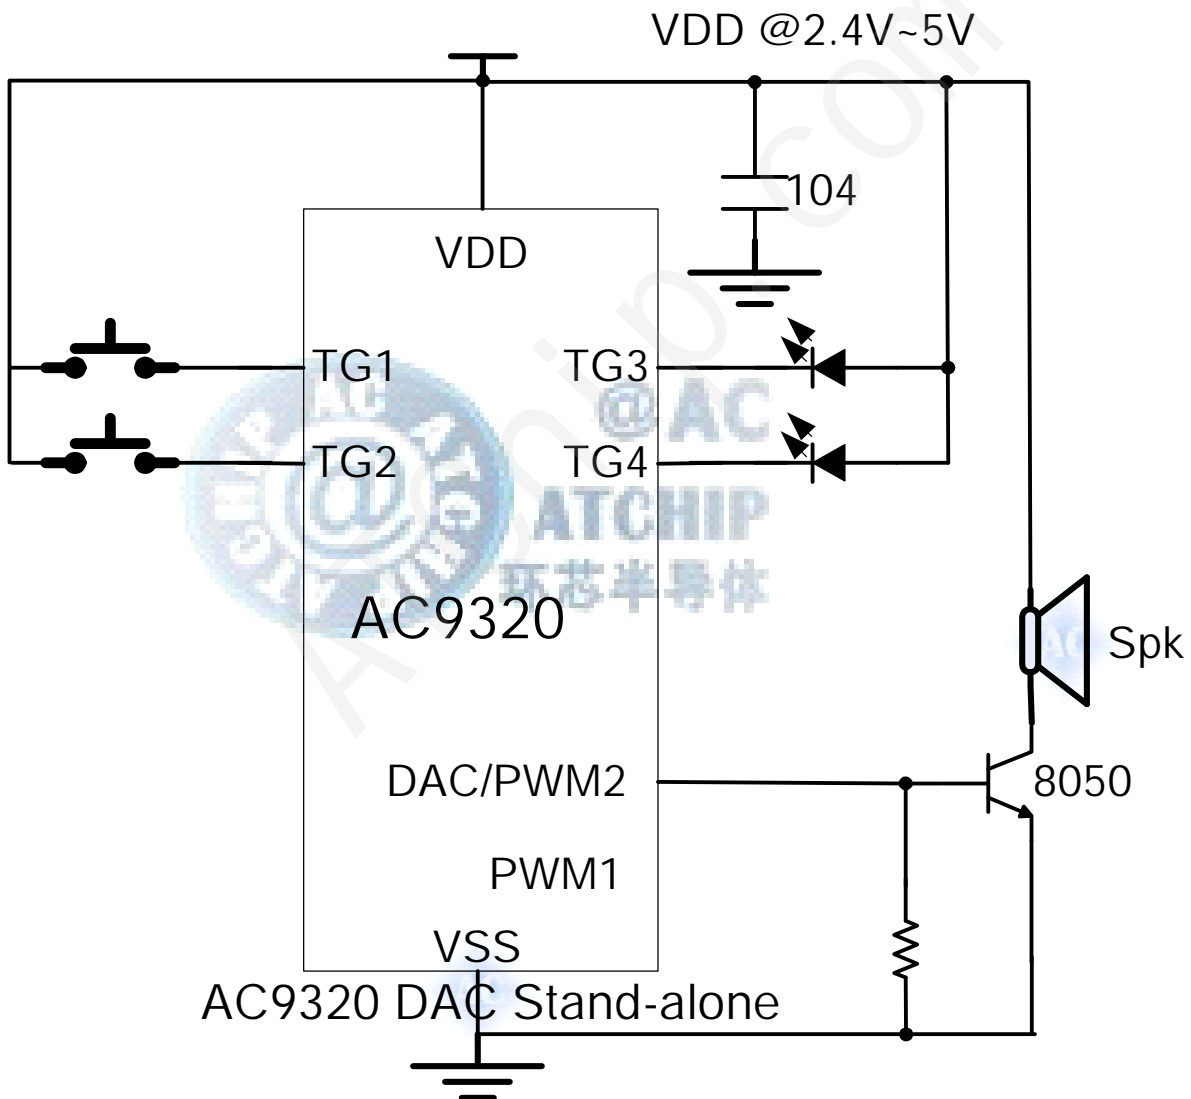 VDD @2.4V~5V
104
VDD
TG1
TG3
TG2
TG4
@AC
ATCHIP
环芯半导体
AC9320
Spk
DAC/PWM2
8050
PWM1
VSS
AC9320 DAC Stand-alone